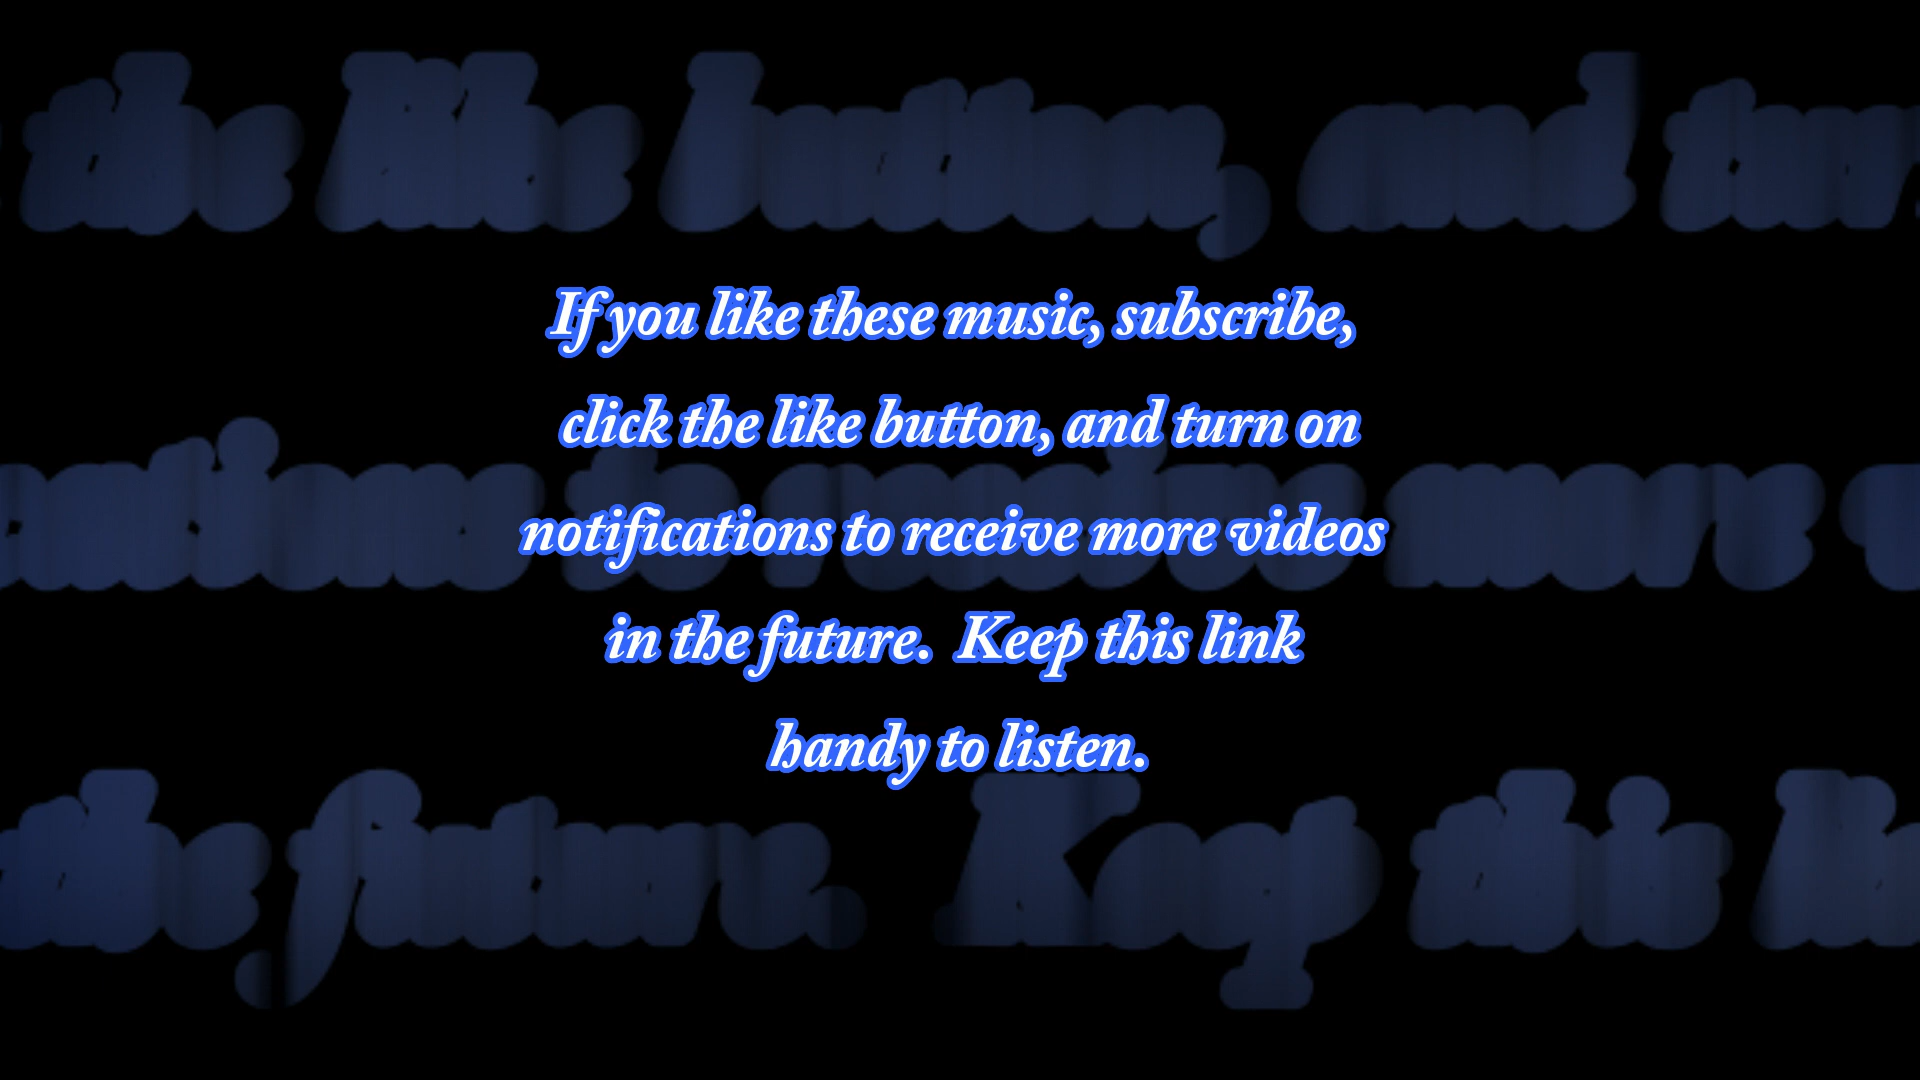 If you like these music, subscribe,
click the like button, and turn on
notifications to receive more videos
in the future.  Keep this link
handy to listen.